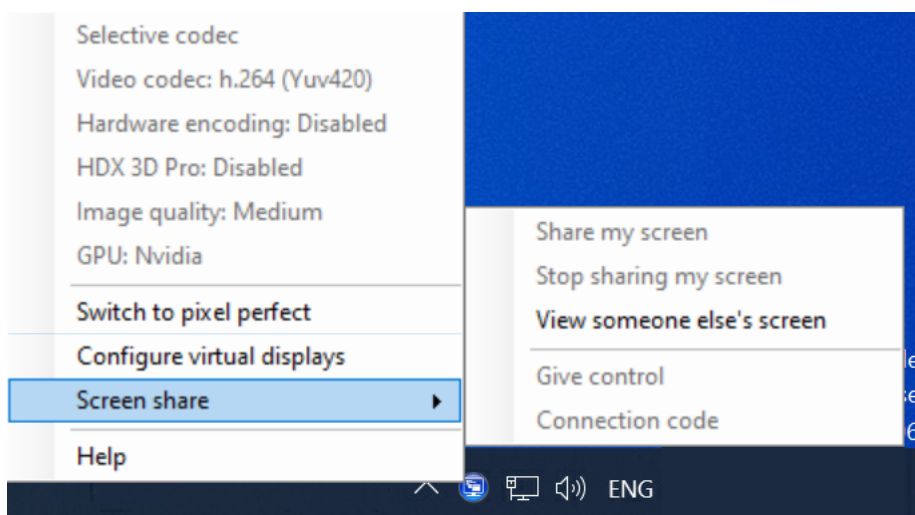 Selective codec
Video codec: h.264 (Yuv420)
Hardware encoding: Disabled
HDX 3D Pro: Disabled
Image quality: Medium
GPU: Nvidia
Switch to pixel perfect
Configure virtual displays
Screen share
Help
Share my screen
Stop sharing my screen
View someone else's screen
Give control
Connection code
ENG